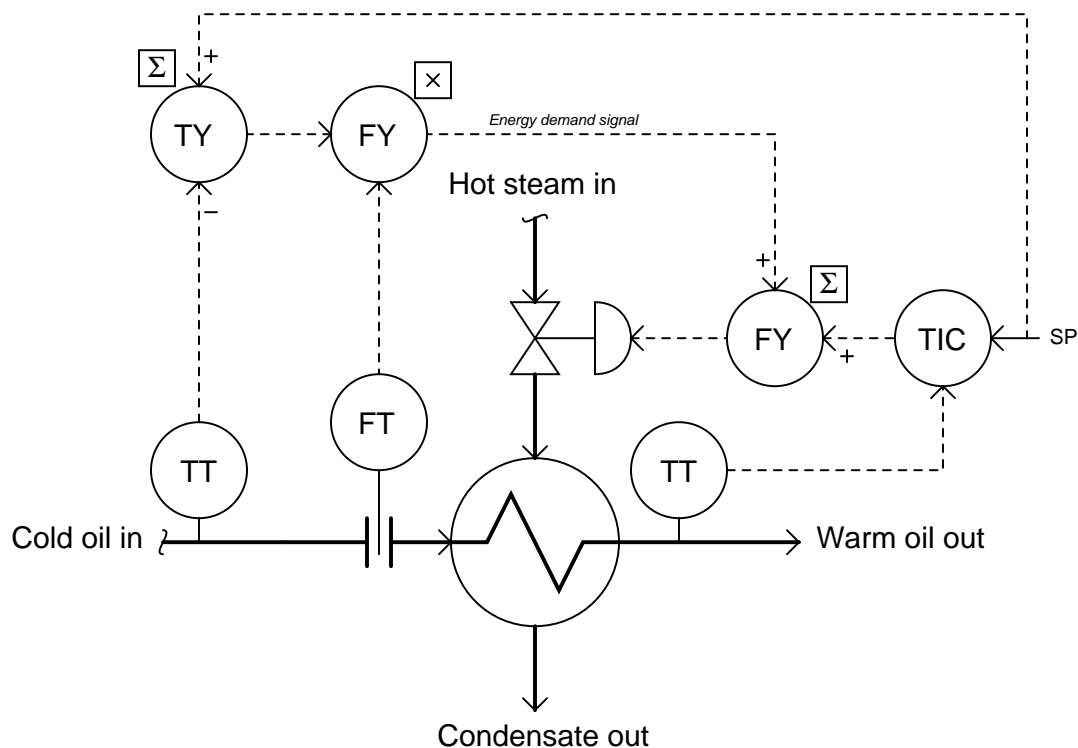 +
Σ
×
TY
FY
Energy demand signal
Hot steam in
−
+
Σ
FY
TIC
SP
+
FT
TT
TT
Cold oil in
Warm oil out
Condensate out